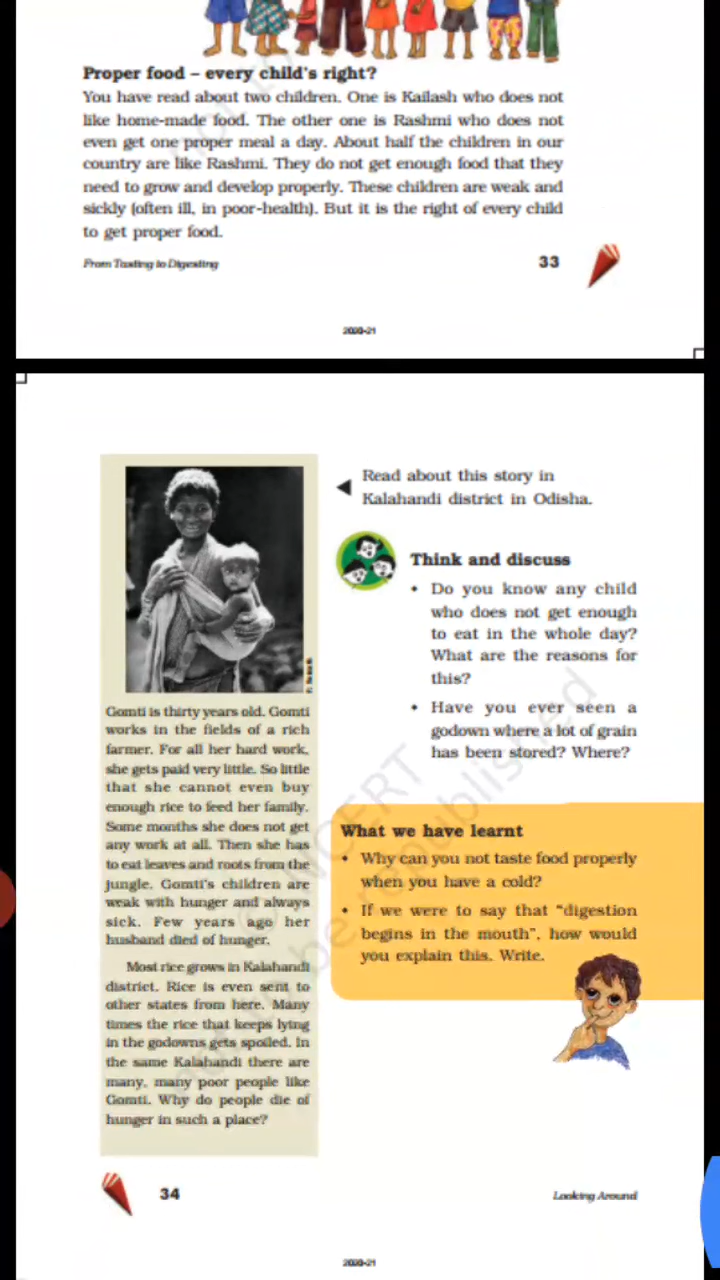 Proper food – every child's right?
You have read about two children. One is Kailash who does not
like home-made food. The other one is Rashmi who does not
even get one proper meal a day. About half the children in our
country are like Rashmi. They do not get enough food that they
need to grow and develop properly. These children are weak and
sickly (often ill, in poor-health). But it is the right of every child
to get proper food.
From Tasting to Digesting
33
2020-21
Gomti is thirty years old. Gomti
works in the fields of a rich
farmer. For all her hard work,
she gets paid very little. So little
that she cannot even buy
enough rice to feed her family.
Some months she does not get
any work at all. Then she has
to eat leaves and roots from the
jungle. Gomti's children are
weak with hunger and always
sick. Few years ago her
husband died of hunger.
Most rice grows in Kalahandi
district. Rice is even sent to
other states from here. Many
times the rice that keeps lying
in the godowns gets spoiled. In
the same Kalahandi there are
many, many poor people like
Gomti. Why do people die of
hunger in such a place?
Read about this story in
Kalahandi district in Odisha.
Think and discuss
• Do you know any child
who does not get enough
to eat in the whole day?
What are the reasons for
this?
• Have you ever seen a
godown where a lot of grain
has been stored? Where?
What we have learnt
• Why can you not taste food properly
when you have a cold?
• If we were to say that "digestion
begins in the mouth", how would
you explain this. Write.
© NCERT
not to be republished
34
Looking Around
2020-21